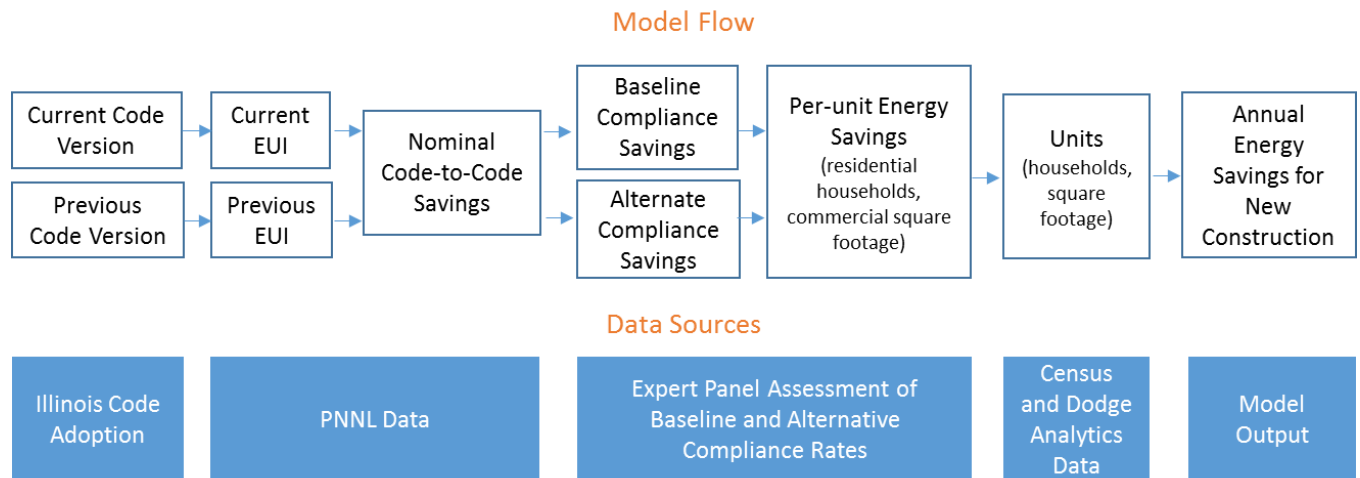 Model Flow
Current Code
Version
Previous
Code Version
Current
EUI
Previous
EUI
Nominal
Code-to-Code
Savings
Baseline
Compliance
Savings
Alternate
Compliance
Savings
Per-unit Energy
Savings
(residential
households,
commercial square
footage)
Units
(households,
square
footage)
Annual
Energy
Savings for
New
Construction
Data Sources
Illinois Code
Adoption
PNNL Data
Expert Panel Assessment of
Baseline and Alternative
Compliance Rates
Census
and Dodge
Analytics
Data
Model
Output